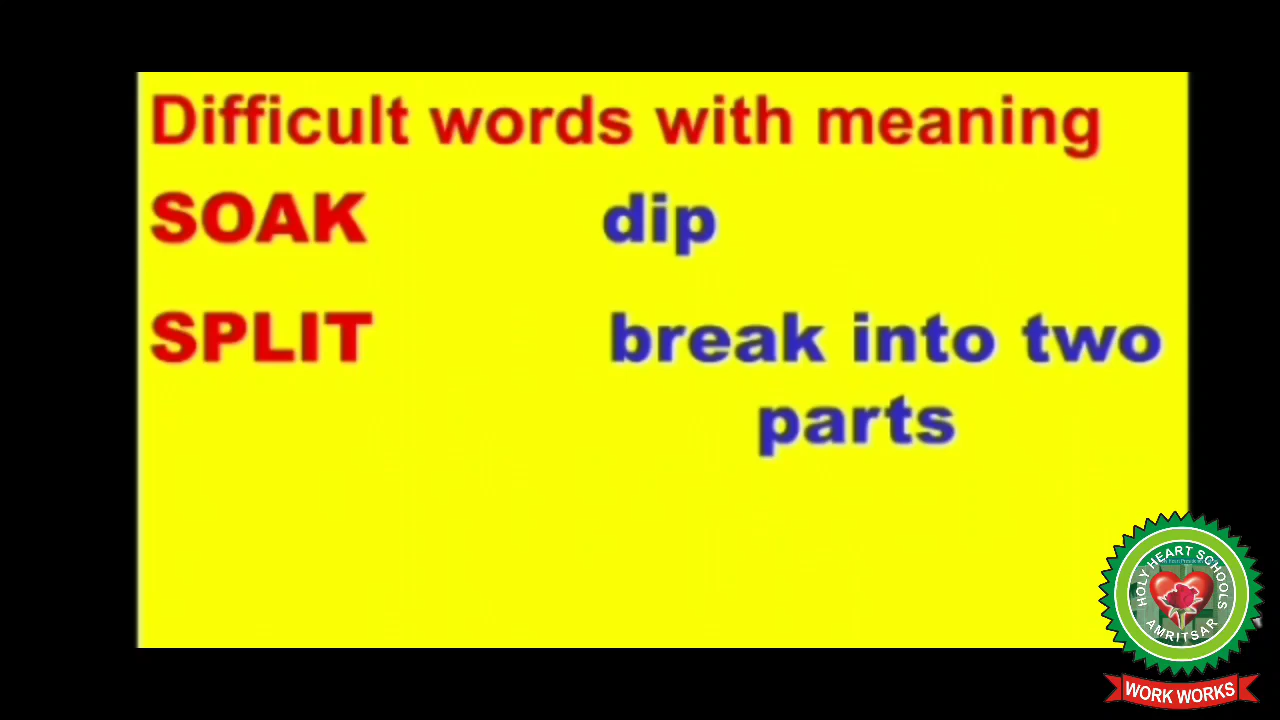 Difficult words with meaning
SOAK dip
SPLIT break into two
parts
HOLY HEART SCHOOLS
AMRITSAR
WORK WORKS